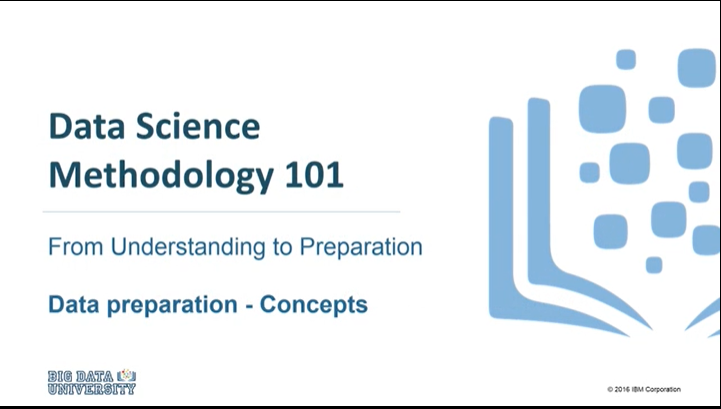 Data Science
Methodology 101
From Understanding to Preparation
Data preparation - Concepts
BIG DATA
UNIVERSITY
© 2016 IBM Corporation